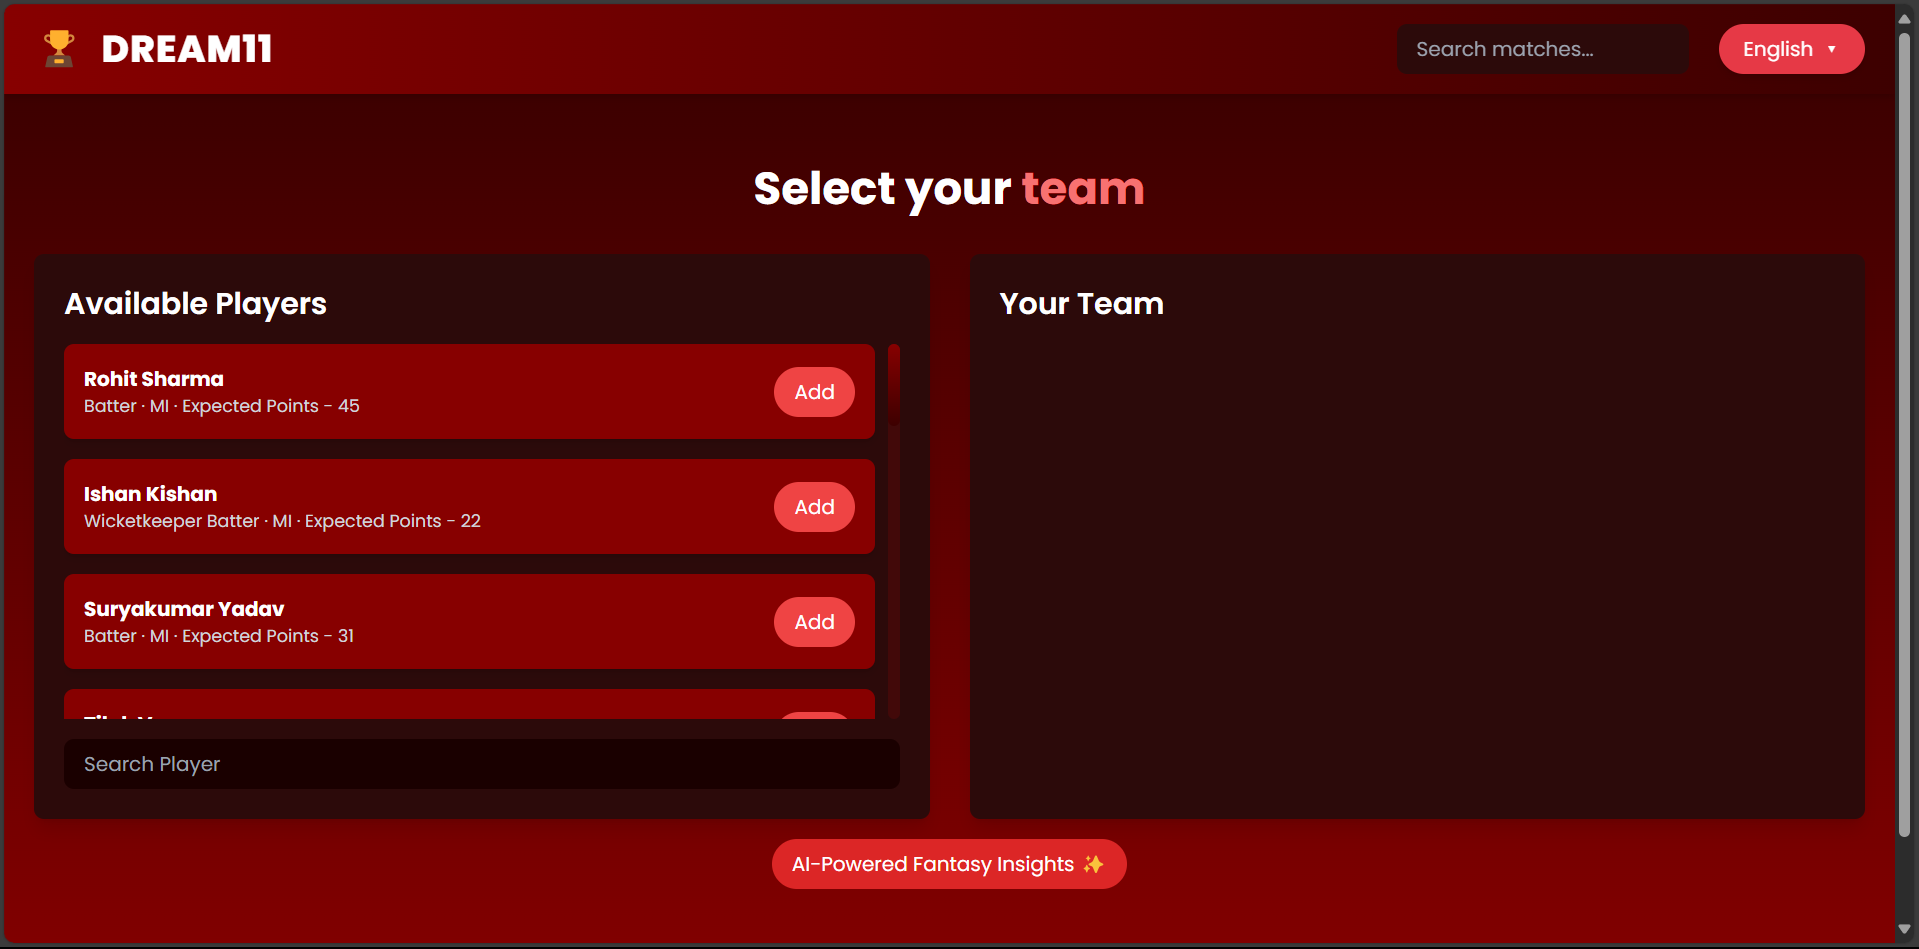 DREAM11
Search matches...
English
Select your team
Available Players
Rohit Sharma
Batter · MI · Expected Points - 45
Add
Ishan Kishan
Wicketkeeper Batter · MI · Expected Points - 22
Add
Suryakumar Yadav
Batter · MI · Expected Points - 31
Add
Search Player
Your Team
AI-Powered Fantasy Insights ✨